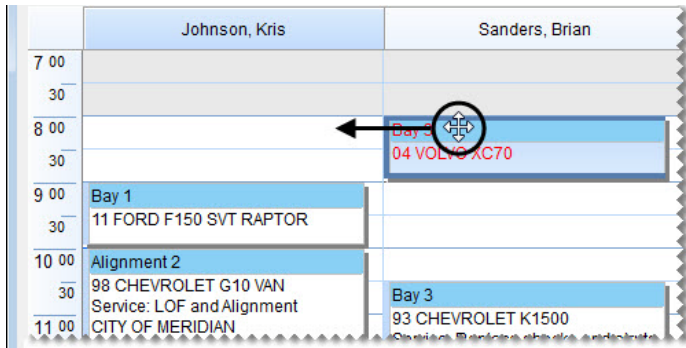 Johnson, Kris
Sanders, Brian
7 00
30
8 00
Bay
04 VOLVO XC70
30
9 00
Bay 1
11 FORD F150 SVT RAPTOR
30
10 00
Alignment 2
98 CHEVROLET G10 VAN
Service: LOF and Alignment
CITY OF MERIDIAN
30
Bay 3
93 CHEVROLET K1500
11 00